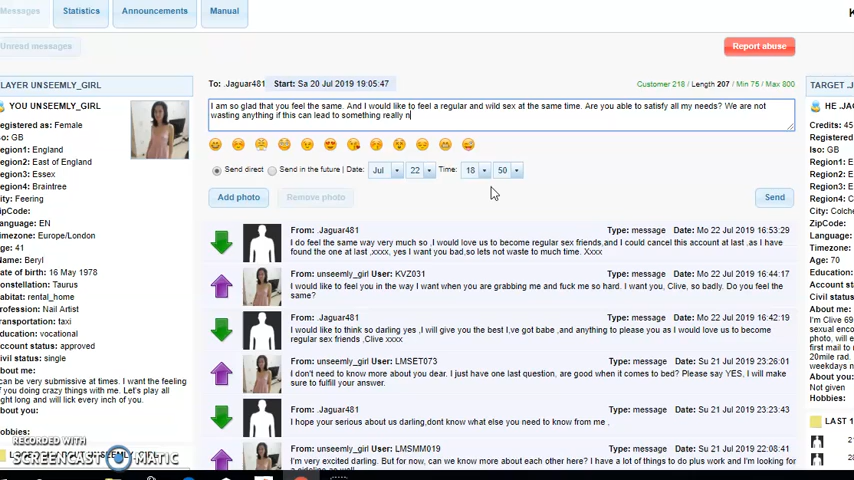 Messages Statistics Announcements Manual
Unread messages Report abuse
LAYER UNSEEMLY_GIRL To: .Jaguar481 Start: Sa 20 Jul 2019 19:05:47 Customer 218 / Length 207 / Min 75 / Max 800 TARGET .J
YOU UNSEEMLY_GIRL
egistered as: Female
so: GB
egion1: England
egion2: East of England
egion3: Essex
egion4: Braintree
ity: Feering
ipCode:
anguage: EN
imezone: Europe/London
ge: 41
ame: Beryl
ate of birth: 16 May 1978
onstellation: Taurus
abitat: rental_home
rofession: Nail Artist
ransportation: taxi
ducation: vocational
ccount status: approved
ivil status: single
bout me:
can be very submissive at times. I want the feeling
f you doing crazy things with me. Let's play all
ght long and will lick every inch of you.
bout you:
obbies:
I am so glad that you feel the same. And I would like to feel a regular and wild sex at the same time. Are you able to satisfy all my needs? We are not
wasting anything if this can lead to something really n
Send direct Send in the future | Date: Jul 22 Time: 18 50
Add photo Remove photo Send
From: .Jaguar481 Type: message Date: Mo 22 Jul 2019 16:53:29
I do feel the same way very much so ,I would love us to become regular sex friends,and I could cancel this account at last .as I have
found the one at last ,xxxx, yes I want you bad,so lets not waste to much time. Xxxx
From: unseemly_girl User: KVZ031 Type: message Date: Mo 22 Jul 2019 16:44:17
I would like to feel you in the way I want when you are grabbing me and fuck me so hard. I want you, Clive, so badly. Do you feel the
same?
From: .Jaguar481 Type: message Date: Mo 22 Jul 2019 16:42:19
I would like to think so darling yes ,I will give you the best I,ve got babe ,and anything to please you as I would love us to become
regular sex friends ,Clive xxxx
From: unseemly_girl User: LMSET073 Type: message Date: Su 21 Jul 2019 23:26:01
I don't need to know more about you dear. I just have one last question, are good when it comes to bed? Please say YES, I will make
sure to fulfill your answer.
From: .Jaguar481 Type: message Date: Su 21 Jul 2019 23:23:43
I hope your serious about us darling,dont know what else you need to know from me ,
From: unseemly_girl User: LMSMM019 Type: message Date: Su 21 Jul 2019 22:08:41
I'm very excited darling. But for now, can we know more about each other here? I have a lot of things to do plus work and I'm looking for
HE .JAGU
Credits: 45
Registered
Iso: GB
Region1: E
Region2: E
Region3: E
Region4: C
City: Colche
ZipCode:
Language:
Timezone:
Age: 70
Education:
Account st
Civil status
About me:
I'm Clive 69
sexual enco
photo, will e
first mail to
20mile rad.
weekdays n
About you:
Hobbies:
LAST 1
RECORDED WITH
SCREENCAST MATIC